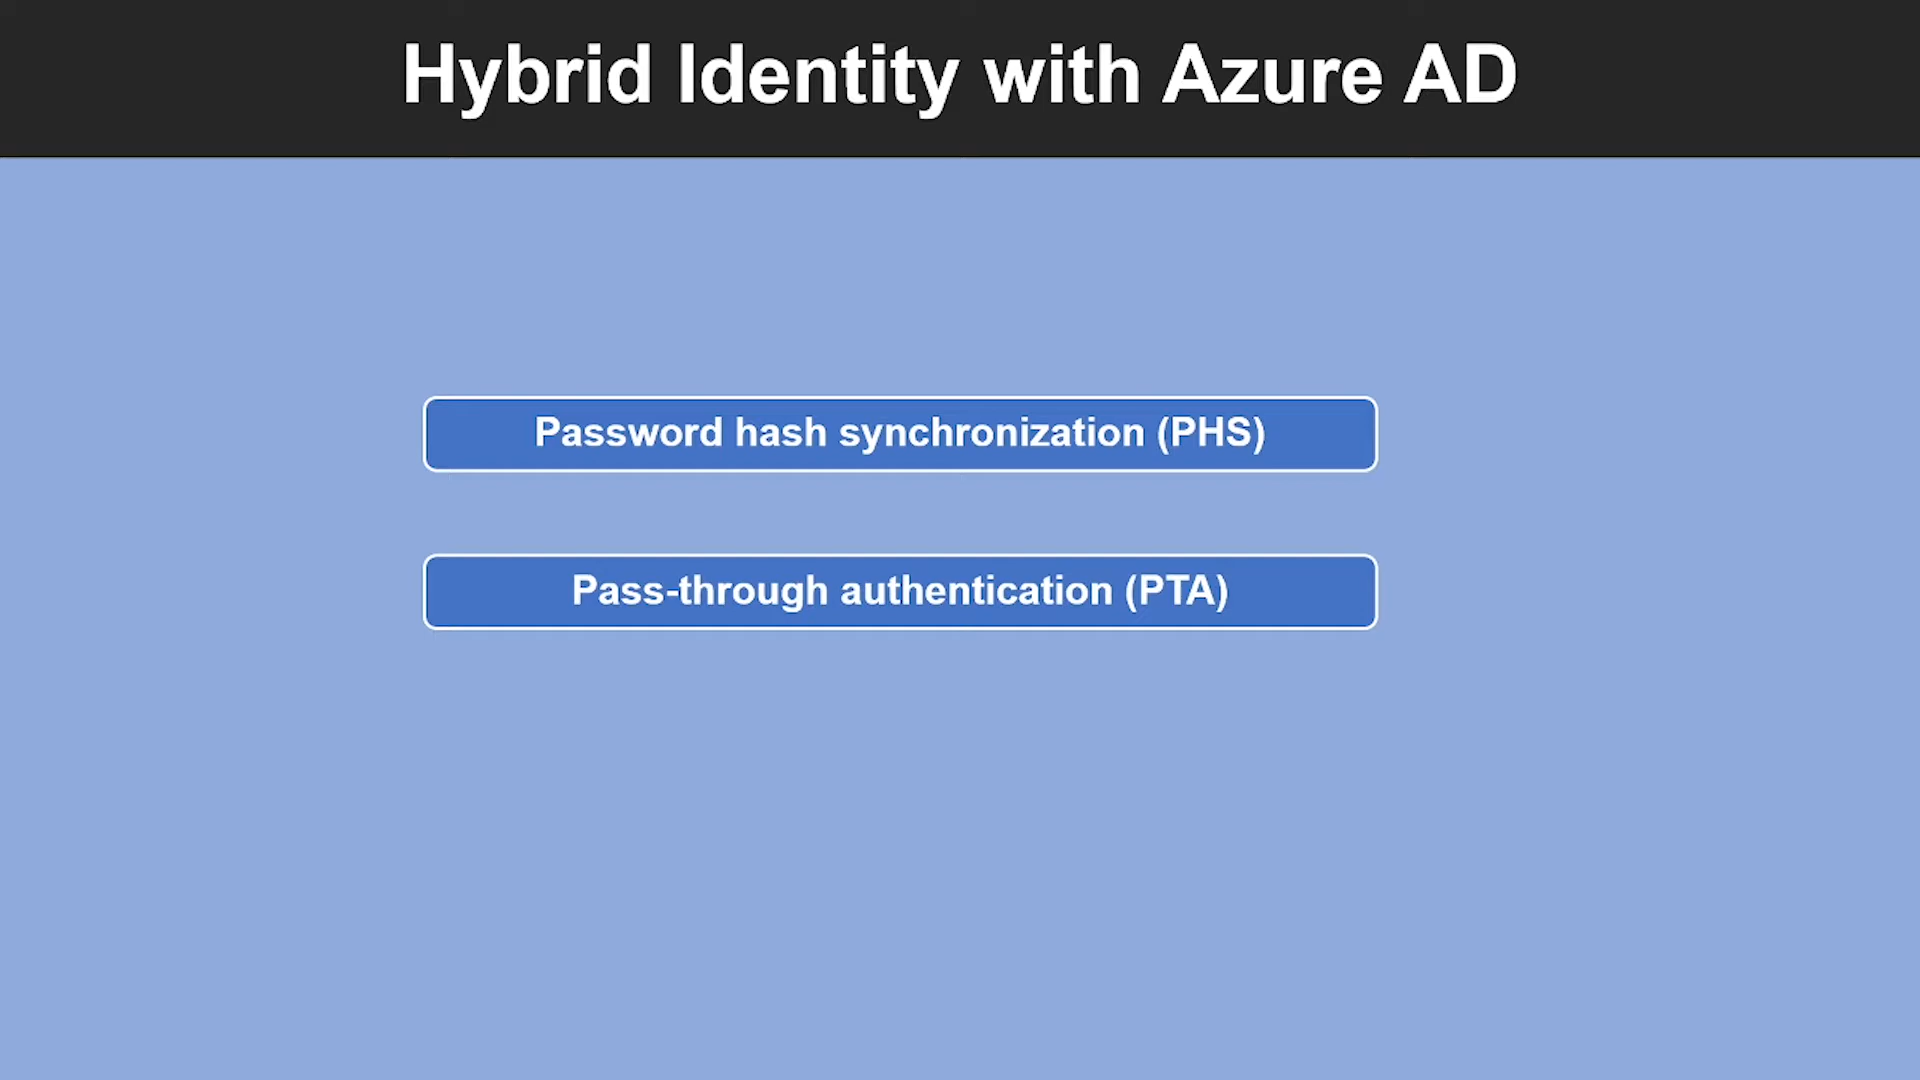 Hybrid Identity with Azure AD
Password hash synchronization (PHS)
Pass-through authentication (PTA)